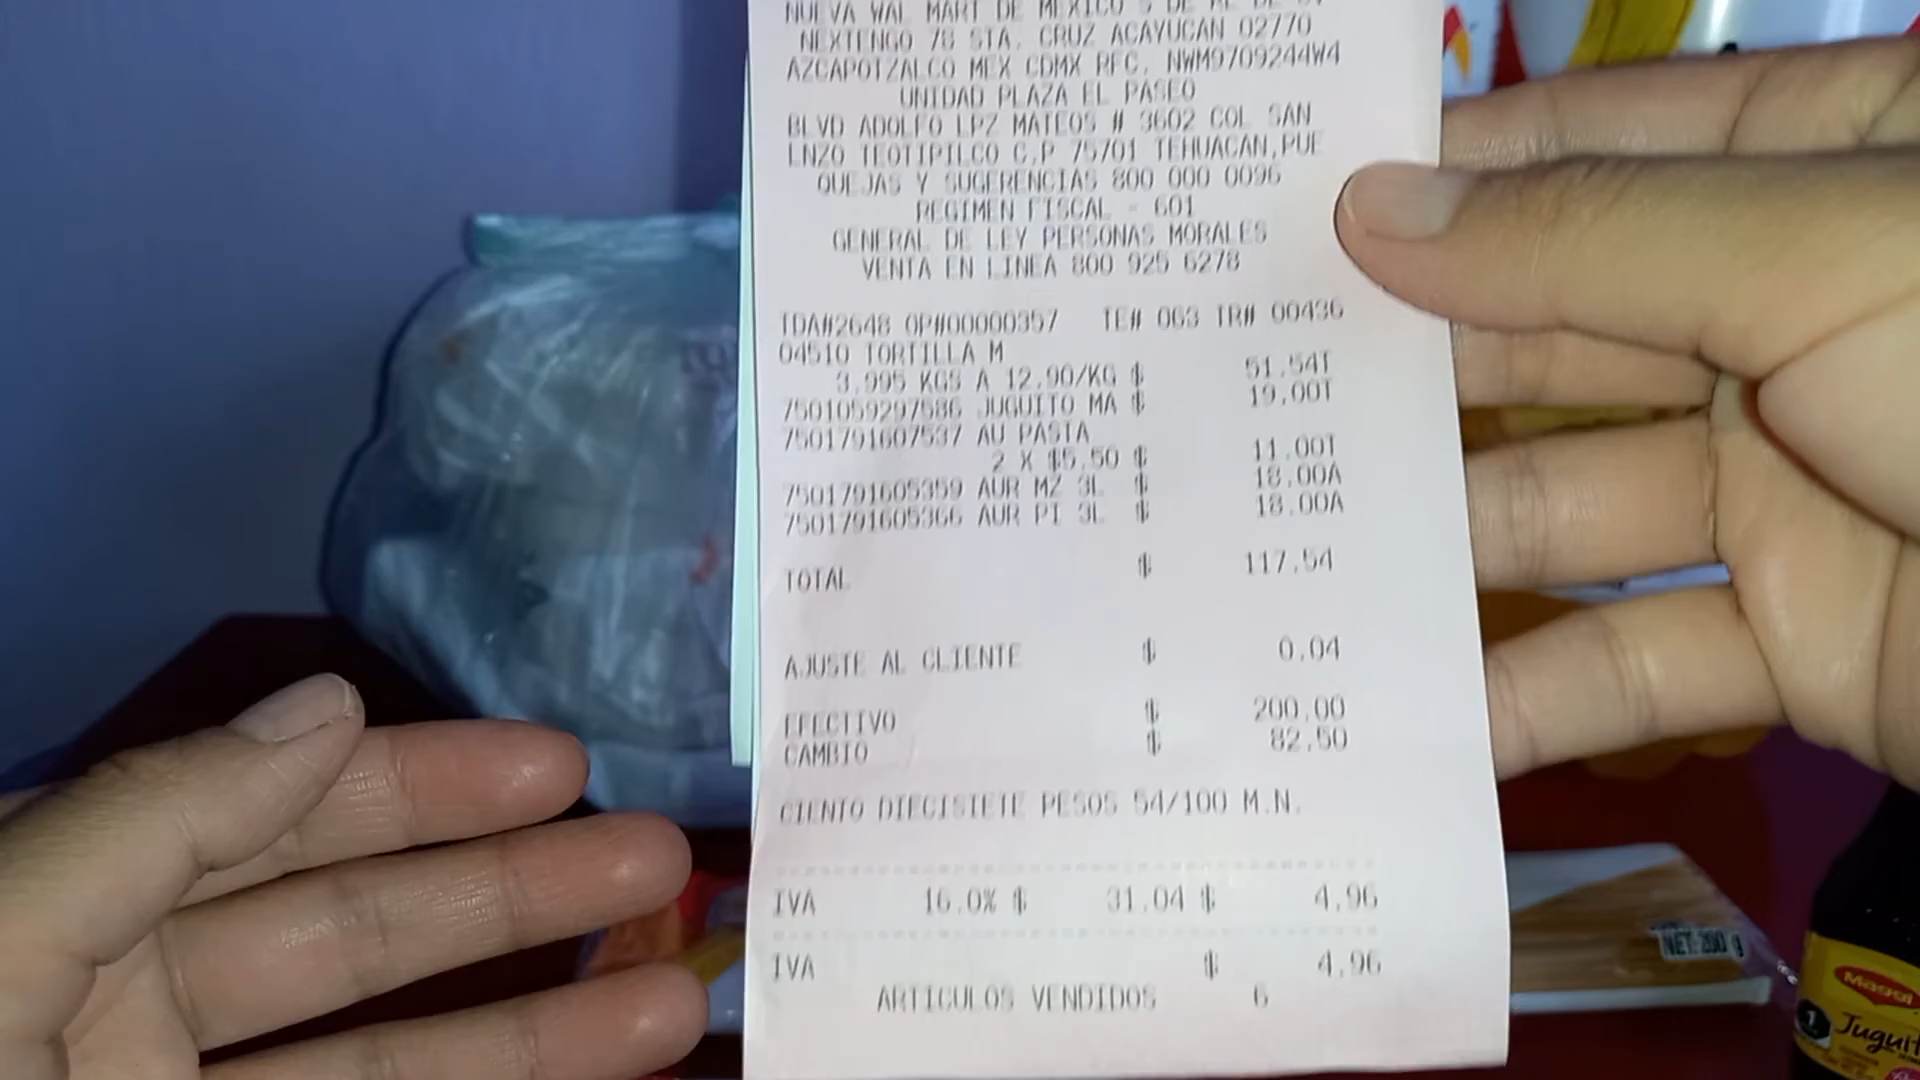 NUEVA WAL MART DE MEXICO S DE RL DE CV
NEXTENGO 78 STA. CRUZ ACAYUCAN 02770
AZCAPOTZALCO MEX CDMX RFC. NWM9709244W4
UNIDAD PLAZA EL PASEO
BLVD ADOLFO LPZ MATEOS # 3602 COL SAN
LNZO TEOTIPILCO C.P 75701 TEHUACAN,PUE
QUEJAS Y SUGERENCIAS 800 000 0096
REGIMEN FISCAL - 601
GENERAL DE LEY PERSONAS MORALES
VENTA EN LINEA 800 925 6278
TDA#2648 OP#00000357 TE# 063 TR# 00436
04510 TORTILLA M
3.995 KGS A 12.90/KG $ 51.54T
7501059297586 JUGUITO MA $ 19.00T
7501791607537 AU PASTA
2 X $5.50 $ 11.00T
7501791605359 AUR MZ 3L $ 18.00A
7501791605366 AUR PI 3L $ 18.00A
TOTAL $ 117.54
AJUSTE AL CLIENTE $ 0.04
EFECTIVO $ 200.00
CAMBIO $ 82.50
CIENTO DIECISIETE PESOS 54/100 M.N.
IVA 16.0% $ 31.04 $ 4.96
IVA $ 4.96
ARTICULOS VENDIDOS 6
NET. 200 g
Maggi
1